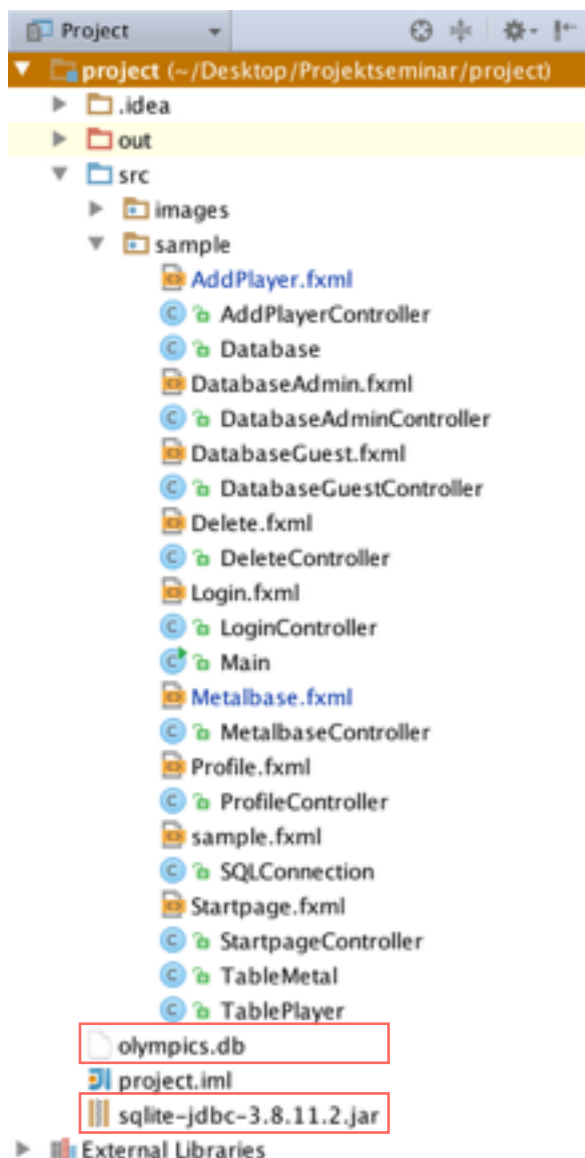 Project
project (~/Desktop/Projektseminar/project)
.idea
out
src
images
sample
AddPlayer.fxml
AddPlayerController
Database
DatabaseAdmin.fxml
DatabaseAdminController
DatabaseGuest.fxml
DatabaseGuestController
Delete.fxml
DeleteController
Login.fxml
LoginController
Main
Metalbase.fxml
MetalbaseController
Profile.fxml
ProfileController
sample.fxml
SQLConnection
Startpage.fxml
StartpageController
TableMetal
TablePlayer
olympics.db
project.iml
sqlite-jdbc-3.8.11.2.jar
External Libraries